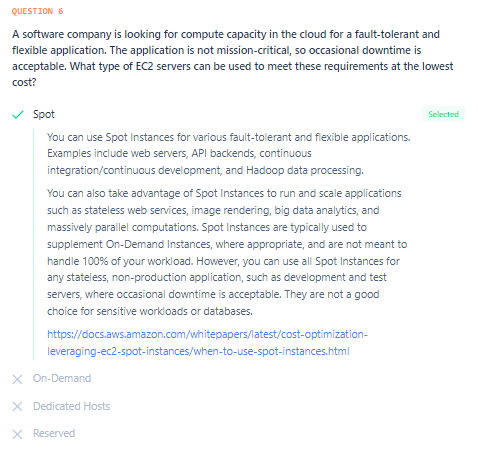 QUESTION 6
A software company is looking for compute capacity in the cloud for a fault-tolerant and
flexible application. The application is not mission-critical, so occasional downtime is
acceptable. What type of EC2 servers can be used to meet these requirements at the lowest
cost?
Spot
Selected
You can use Spot Instances for various fault-tolerant and flexible applications.
Examples include web servers, API backends, continuous
integration/continuous development, and Hadoop data processing.
You can also take advantage of Spot Instances to run and scale applications
such as stateless web services, image rendering, big data analytics, and
massively parallel computations. Spot Instances are typically used to
supplement On-Demand Instances, where appropriate, and are not meant to
handle 100% of your workload. However, you can use all Spot Instances for
any stateless, non-production application, such as development and test
servers, where occasional downtime is acceptable. They are not a good
choice for sensitive workloads or databases.
https://docs.aws.amazon.com/whitepapers/latest/cost-optimization-
leveraging-ec2-spot-instances/when-to-use-spot-instances.html
On-Demand
Dedicated Hosts
Reserved